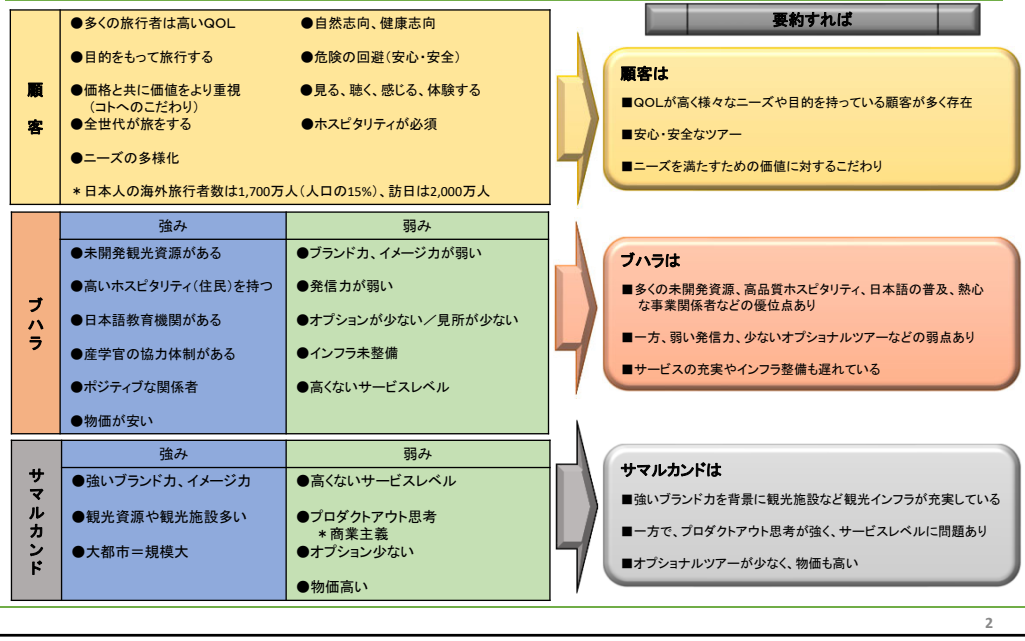 顧客
●多くの旅行者は高いQOL
●目的をもって旅行する
●価格と共に価値をより重視
（コトへのこだわり）
●全世代が旅をする
●ニーズの多様化
●自然志向、健康志向
●危険の回避（安心・安全）
●見る、聴く、感じる、体験する
●ホスピタリティが必須
＊日本人の海外旅行者数は1,700万人（人口の15%）、訪日は2,000万人
要約すれば
顧客は
■QOLが高く様々なニーズや目的を持っている顧客が多く存在
■安心・安全なツアー
■ニーズを満たすための価値に対するこだわり
ブハラ
強み
●未開発観光資源がある
●高いホスピタリティ（住民）を持つ
●日本語教育機関がある
●産学官の協力体制がある
●ポジティブな関係者
●物価が安い
弱み
●ブランド力、イメージ力が弱い
●発信力が弱い
●オプションが少ない／見所が少ない
●インフラ未整備
●高くないサービスレベル
ブハラは
■多くの未開発資源、高品質ホスピタリティ、日本語の普及、熱心
な事業関係者などの優位点あり
■一方、弱い発信力、少ないオプショナルツアーなどの弱点あり
■サービスの充実やインフラ整備も遅れている
サマルカンド
強み
●強いブランド力、イメージカ
●観光資源や観光施設多い
●大都市＝規模大
弱み
●高くないサービスレベル
●プロダクトアウト思考
＊商業主義
●オプション少ない
●物価高い
サマルカンドは
■強いブランド力を背景に観光施設など観光インフラが充実している
■一方で、プロダクトアウト思考が強く、サービスレベルに問題あり
■オプショナルツアーが少なく、物価も高い
2